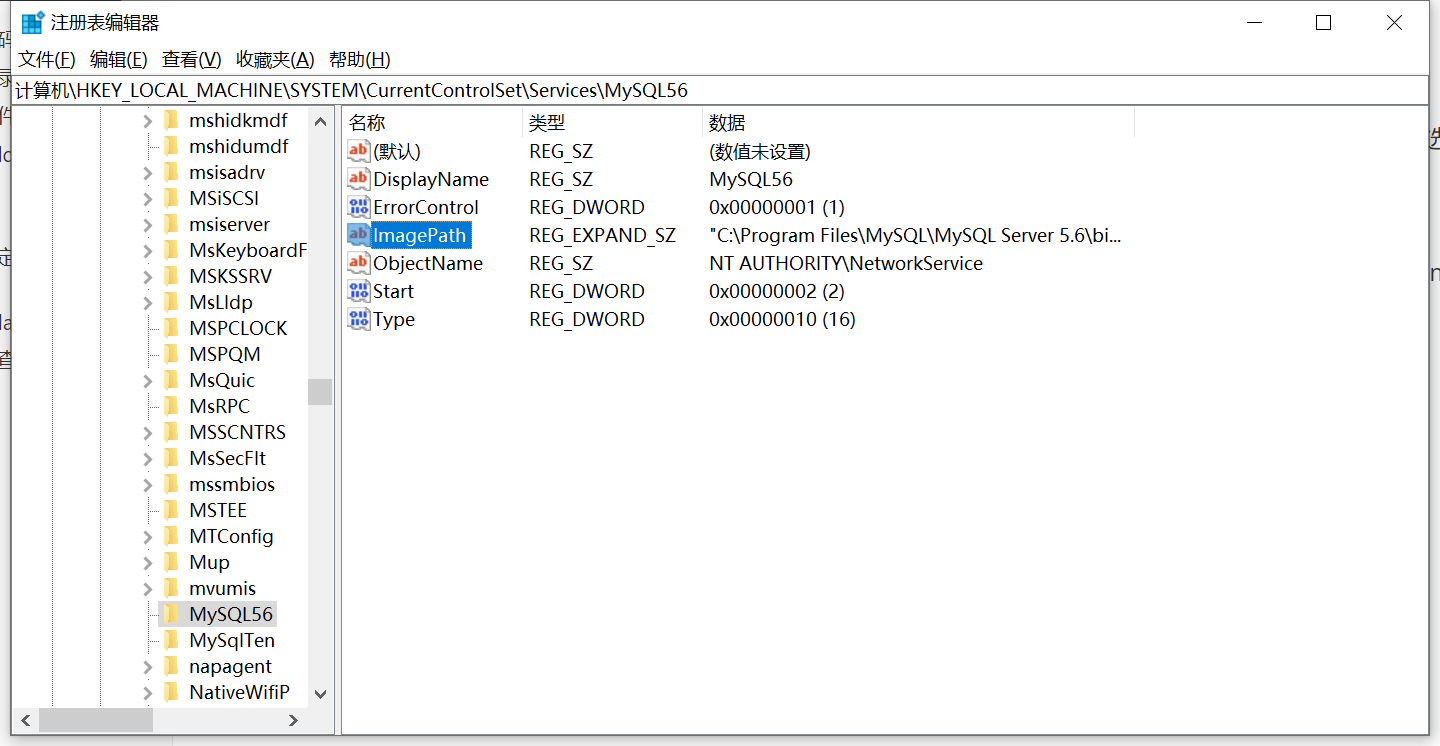 注册表编辑器
文件(F) 编辑(E) 查看(V) 收藏夹(A) 帮助(H)
计算机\HKEY_LOCAL_MACHINE\SYSTEM\CurrentControlSet\Services\MySQL56
mshidkmdf
mshidumdf
msisadrv
MSiSCSI
msiserver
MsKeyboardF
MSKSSRV
MsLldp
MSPCLOCK
MSPQM
MsQuic
MsRPC
MSSCNTRS
MsSecFlt
mssmbios
MSTEE
MTConfig
Mup
mvumis
MySQL56
MySqlTen
napagent
NativeWifiP
名称 类型 数据
(默认) REG_SZ (数值未设置)
DisplayName REG_SZ MySQL56
ErrorControl REG_DWORD 0x00000001 (1)
ImagePath REG_EXPAND_SZ "C:\Program Files\MySQL\MySQL Server 5.6\bi...
ObjectName REG_SZ NT AUTHORITY\NetworkService
Start REG_DWORD 0x00000002 (2)
Type REG_DWORD 0x00000010 (16)